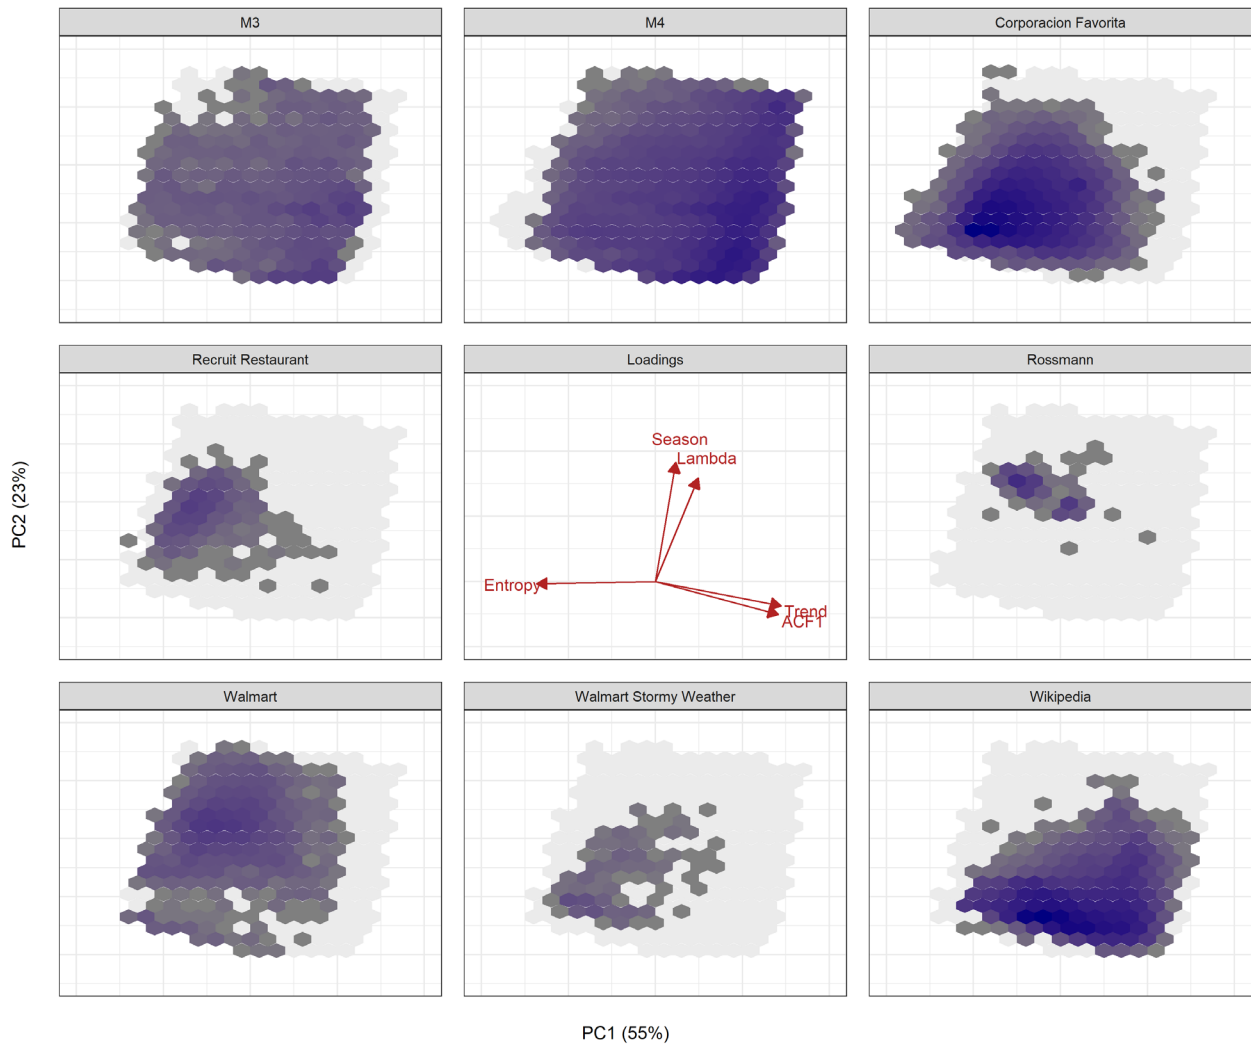 M3
M4
Corporacion Favorita
Recruit Restaurant
Loadings
Rossmann
Season
Lambda
Entropy
Trend
ACF1
PC2 (23%)
Walmart
Walmart Stormy Weather
Wikipedia
PC1 (55%)